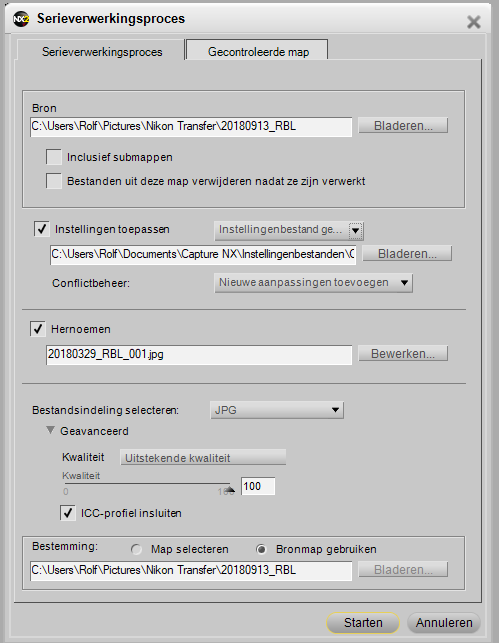 NX2 Serieverwerkingsproces
Serieverwerkingsproces Gecontroleerde map
Bron
C:\Users\Rolf\Pictures\Nikon Transfer\20180913_RBL Bladeren...
Inclusief submappen
Bestanden uit deze map verwijderen nadat ze zijn verwerkt
Instellingen toepassen Instellingenbestand ge...
C:\Users\Rolf\Documents\Capture NX\Instellingenbestanden\C Bladeren...
Conflictbeheer: Nieuwe aanpassingen toevoegen
Hernoemen
20180329_RBL_001.jpg Bewerken...
Bestandsindeling selecteren: JPG
Geavanceerd
Kwaliteit Uitstekende kwaliteit
Kwaliteit
0 100 100
ICC-profiel insluiten
Bestemming: Map selecteren Bronmap gebruiken
C:\Users\Rolf\Pictures\Nikon Transfer\20180913_RBL Bladeren...
Starten Annuleren